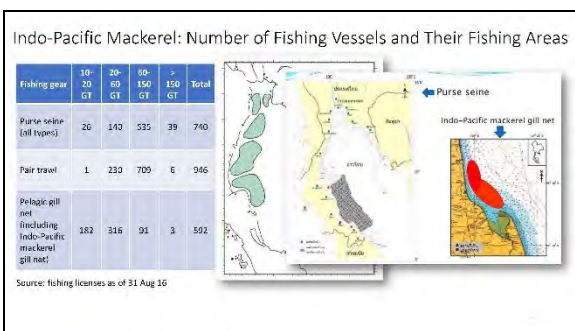 Indo-Pacific Mackerel: Number of Fishing Vessels and Their Fishing Areas
Fishing gear 10-20 GT 20-60 GT 60-150 GT > 150 GT Total
Purse seine (all types) 26 140 535 39 740
Pair trawl 1 230 709 6 946
Pelagic gill net (including Indo-Pacific mackerel gill net) 182 316 91 3 592
Source: fishing licenses as of 31 Aug 16
Purse seine
Indo-Pacific mackerel gill net